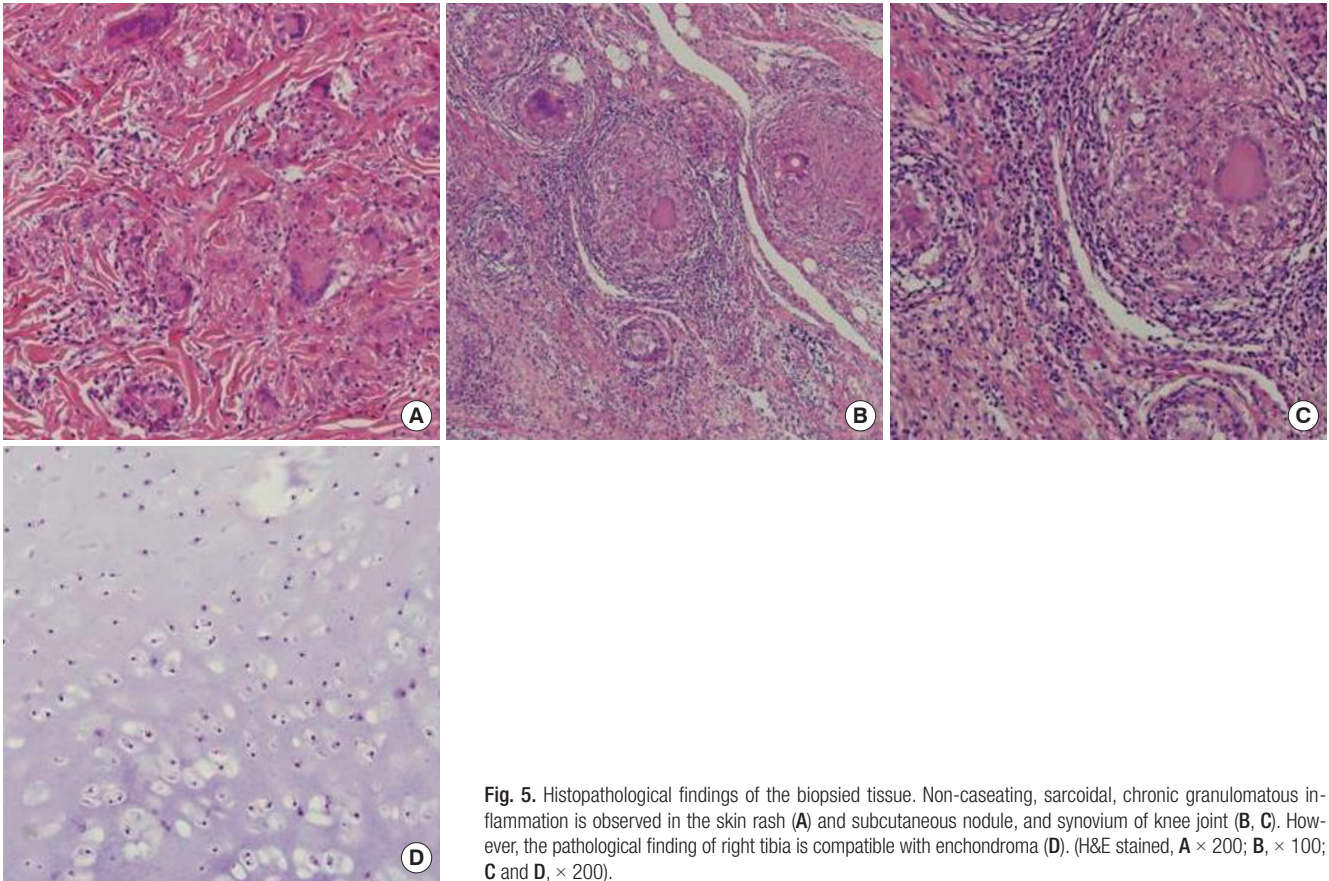 A
B
C
D
Fig. 5. Histopathological findings of the biopsied tissue. Non-caseating, sarcoidal, chronic granulomatous in-
flammation is observed in the skin rash (A) and subcutaneous nodule, and synovium of knee joint (B, C). How-
ever, the pathological finding of right tibia is compatible with enchondroma (D). (H&E stained, A × 200; B, × 100;
C and D, × 200).